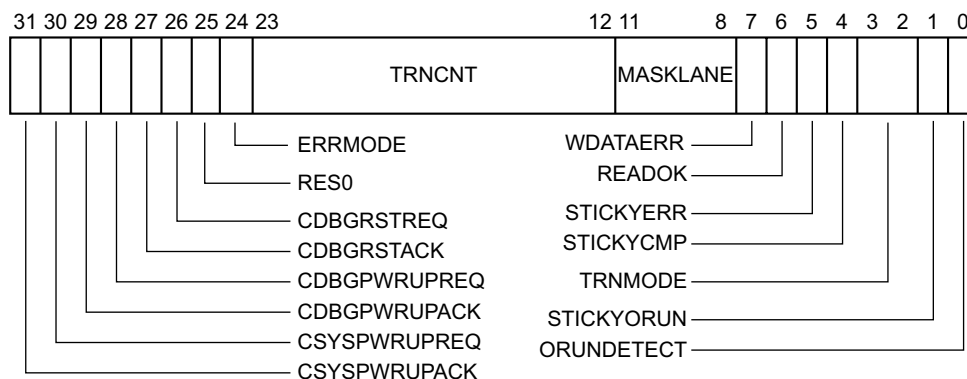 31 30 29 28 27 26 25 24 23 12 11 8 7 6 5 4 3 2 1 0
TRNCNT MASKLANE
ERRMODE
RES0
CDBGRSTREQ
CDBGRSTACK
CDBGPWRUPREQ
CDBGPWRUPACK
CSYSPWRUPREQ
CSYSPWRUPACK
WDATAERR
READOK
STICKYERR
STICKYCMP
TRNMODE
STICKYORUN
ORUNDETECT